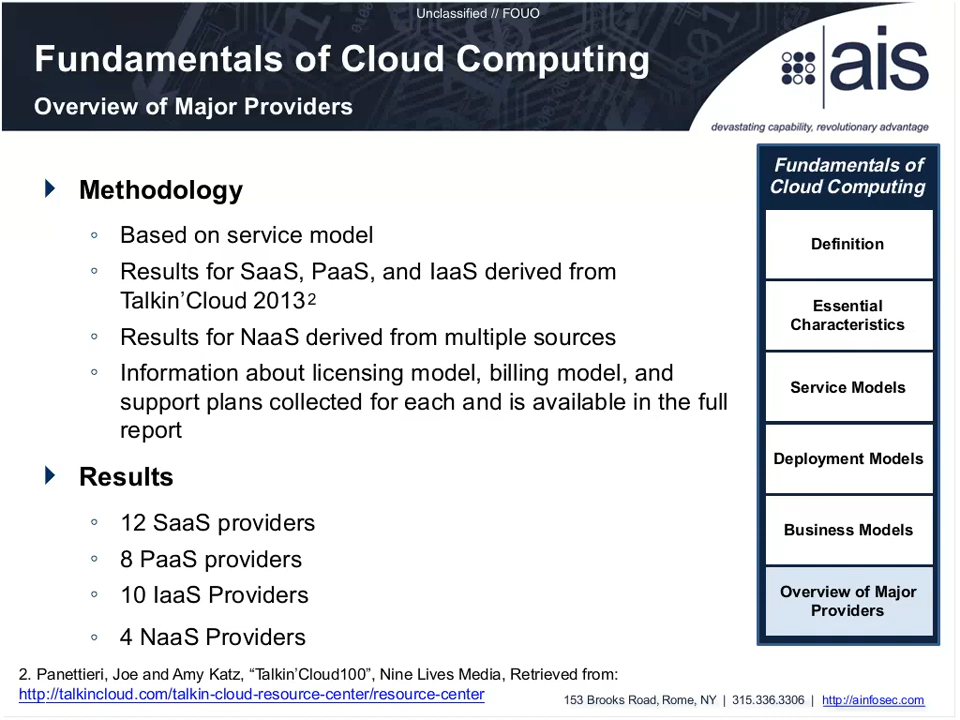 Unclassified // FOUO
Fundamentals of Cloud Computing
Overview of Major Providers
ais
devastating capability, revolutionary advantage
Methodology
Based on service model
Results for SaaS, PaaS, and IaaS derived from
Talkin’Cloud 2013 2
Results for NaaS derived from multiple sources
Information about licensing model, billing model, and
support plans collected for each and is available in the full
report
Results
12 SaaS providers
8 PaaS providers
10 IaaS Providers
4 NaaS Providers
Fundamentals of
Cloud Computing
Definition
Essential
Characteristics
Service Models
Deployment Models
Business Models
Overview of Major
Providers
2. Panettieri, Joe and Amy Katz, “Talkin’Cloud100”, Nine Lives Media, Retrieved from:
http://talkincloud.com/talkin-cloud-resource-center/resource-center
153 Brooks Road, Rome, NY | 315.336.3306 | http://ainfosec.com